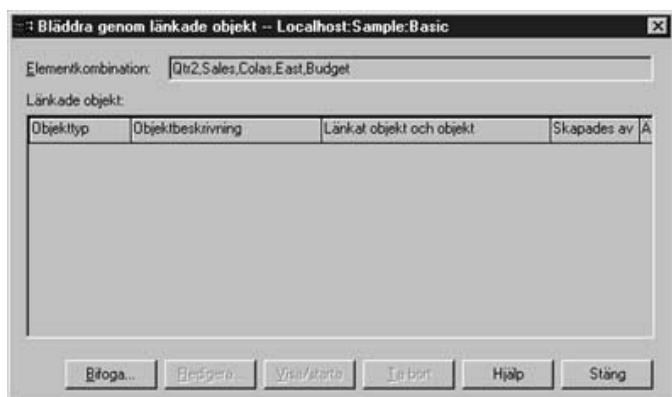 Bläddra genom länkade objekt -- Localhost:Sample:Basic
Elementkombination: Qtr2,Sales,Colas,East,Budget
Länkade objekt:
Objekttyp Objektbeskrivning Länkat objekt och objekt Skapades av Ä
Bifoga... Redigera... Visa/starta Ta bort Hjälp Stäng